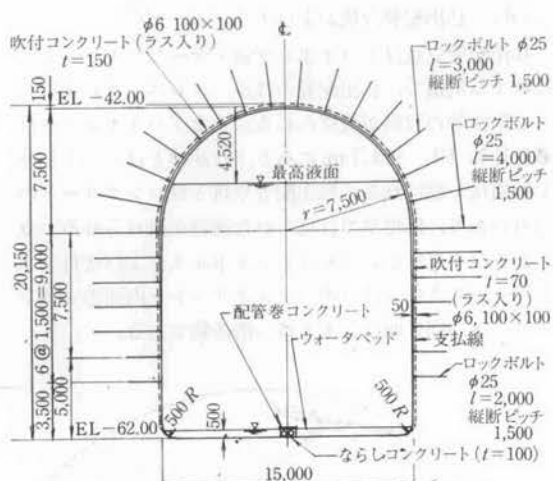 φ6 100×100
吹付コンクリート(ラス入り)
t=150
℄
ロックボルト φ25
l=3,000
縦断ピッチ 1,500
150
EL -42.00
7,500
4,520
最高液面
r=7,500
ロックボルト
φ25
l=4,000
縦断ピッチ
1,500
20,150
6@1,500=9,000
7,500
吹付コンクリート
t=70
(ラス入り)
φ6, 100×100
50
配管巻コンクリート
ウォータベッド
支払線
3,500
5,000
ロックボルト
φ25
l=2,000
縦断ピッチ
1,500
500R
500
500R
EL-62.00
ならしコンクリート(t=100)
15,000